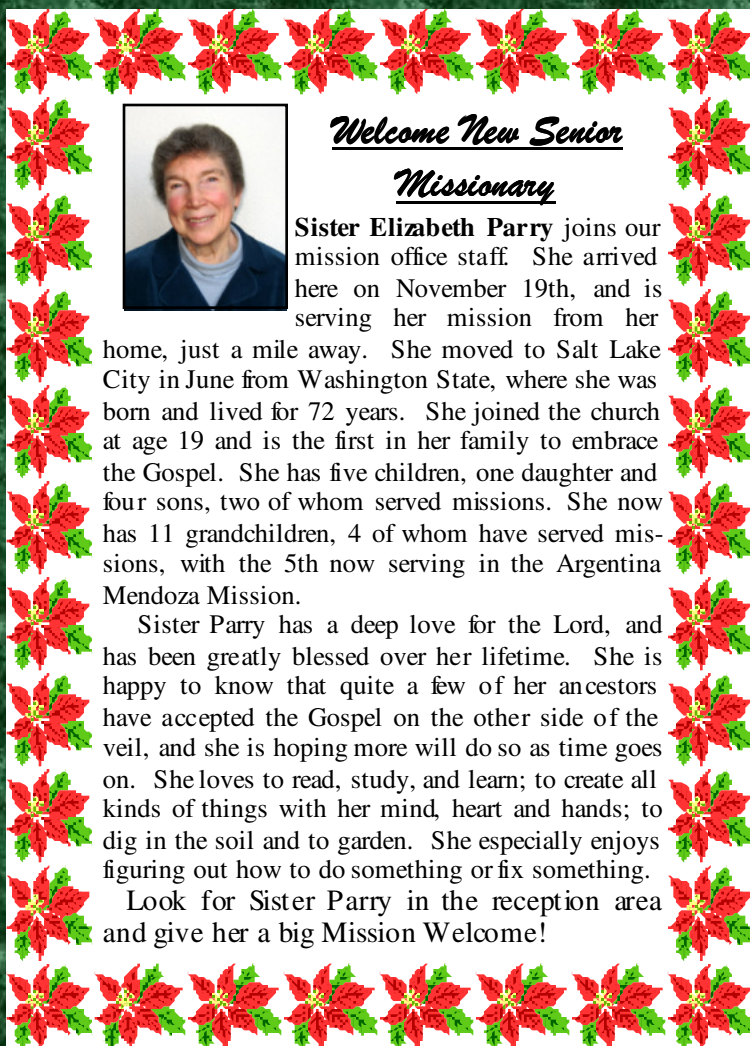 Welcome New Senior
Missionary
Sister Elizabeth Parry joins our
mission office staff. She arrived
here on November 19th, and is
serving her mission from her
home, just a mile away. She moved to Salt Lake
City in June from Washington State, where she was
born and lived for 72 years. She joined the church
at age 19 and is the first in her family to embrace
the Gospel. She has five children, one daughter and
four sons, two of whom served missions. She now
has 11 grandchildren, 4 of whom have served mis-
sions, with the 5th now serving in the Argentina
Mendoza Mission.
Sister Parry has a deep love for the Lord, and
has been greatly blessed over her lifetime. She is
happy to know that quite a few of her ancestors
have accepted the Gospel on the other side of the
veil, and she is hoping more will do so as time goes
on. She loves to read, study, and learn; to create all
kinds of things with her mind, heart and hands; to
dig in the soil and to garden. She especially enjoys
figuring out how to do something or fix something.
Look for Sister Parry in the reception area
and give her a big Mission Welcome!